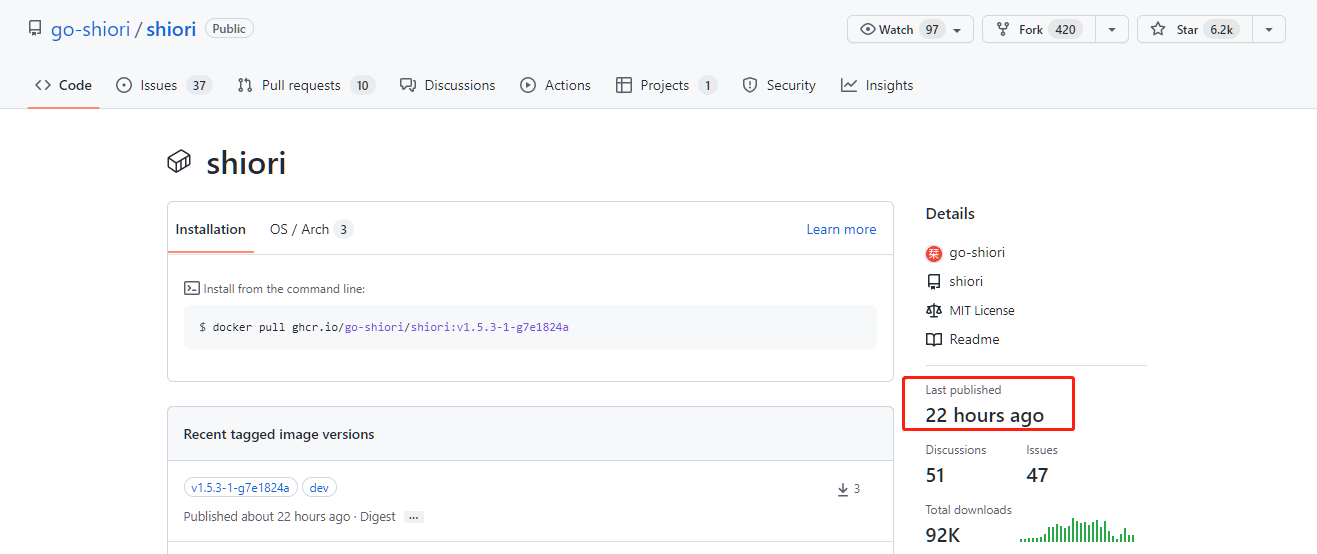 go-shiori / shiori Public Watch 97 Fork 420 Star 6.2k
Code Issues 37 Pull requests 10 Discussions Actions Projects 1 Security Insights
shiori
Installation OS / Arch 3 Learn more
Install from the command line:
$ docker pull ghcr.io/go-shiori/shiori:v1.5.3-1-g7e1824a
Recent tagged image versions
v1.5.3-1-g7e1824a dev 3
Published about 22 hours ago · Digest ...
Details
栞 go-shiori
shiori
MIT License
Readme
Last published
22 hours ago
Discussions Issues
51 47
Total downloads
92K